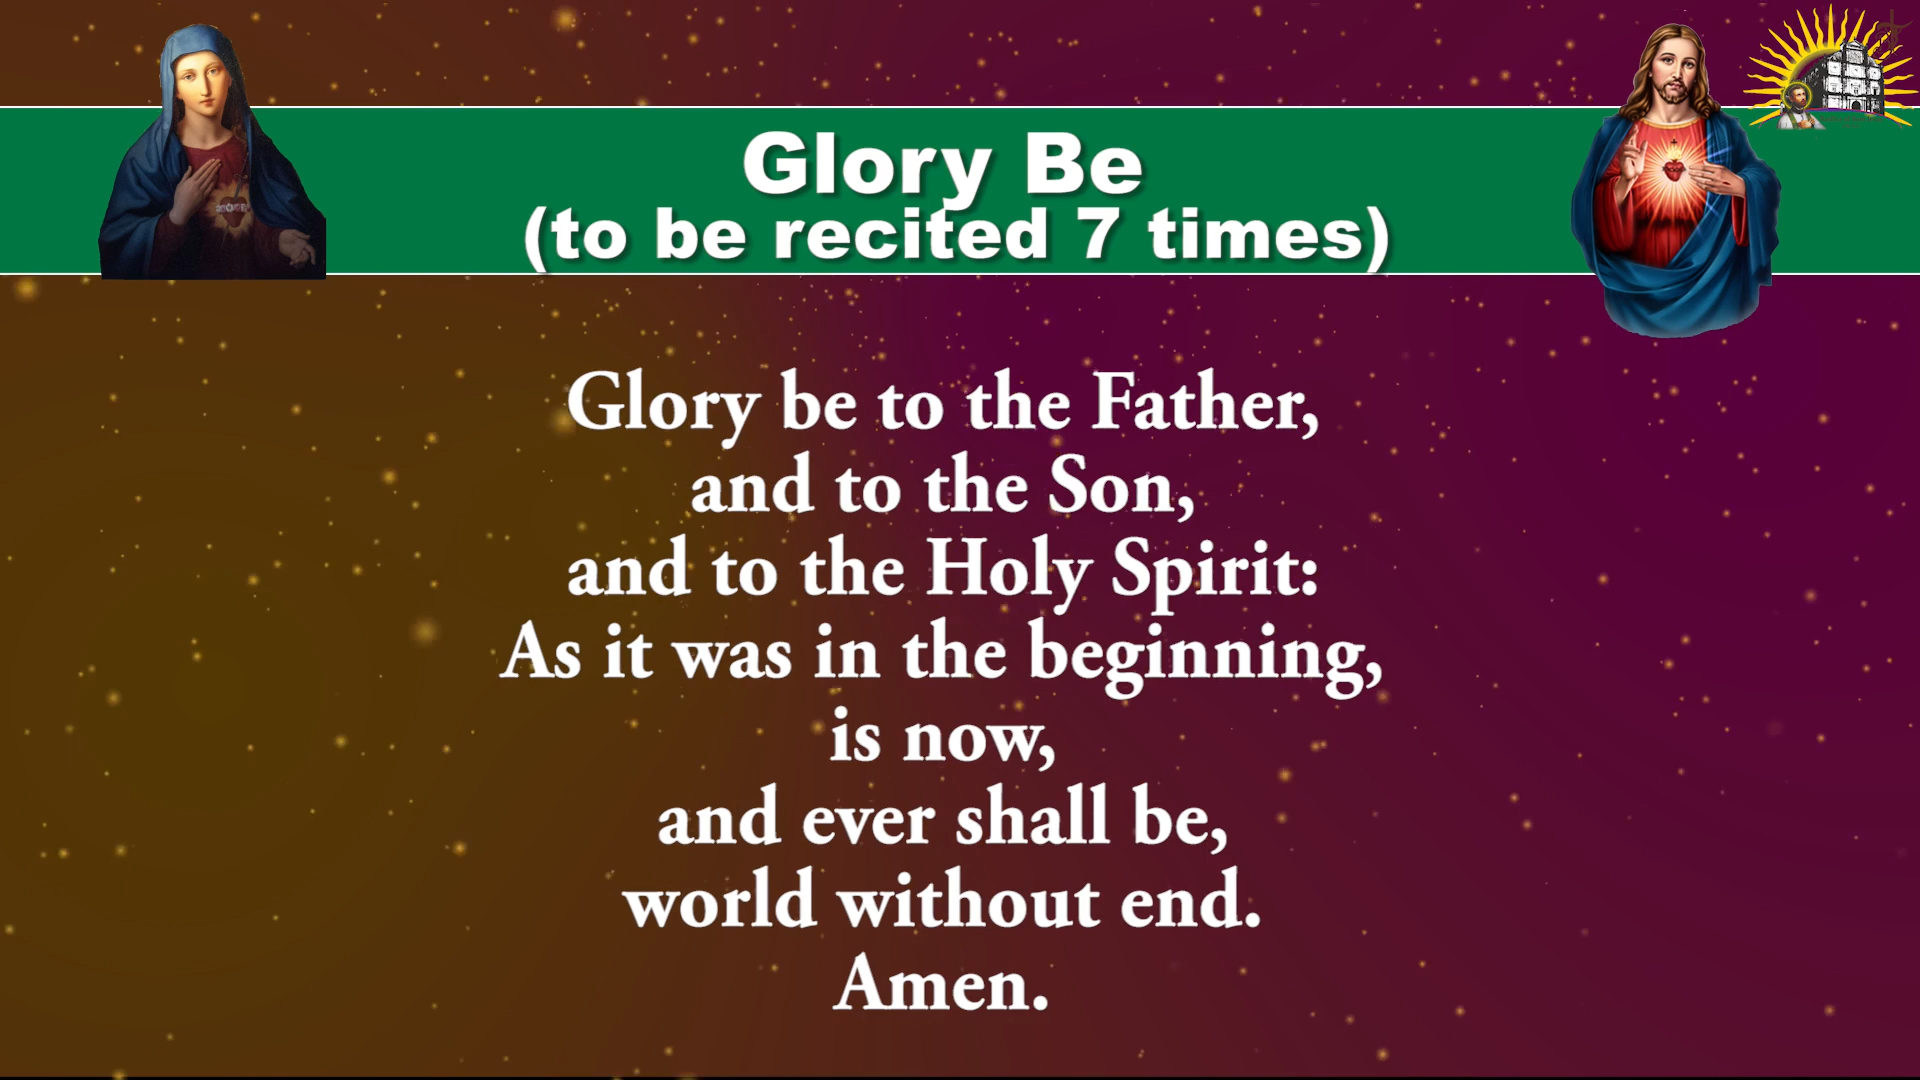 Glory Be
(to be recited 7 times)
Glory be to the Father,
and to the Son,
and to the Holy Spirit:
As it was in the beginning,
is now,
and ever shall be,
world without end.
Amen.